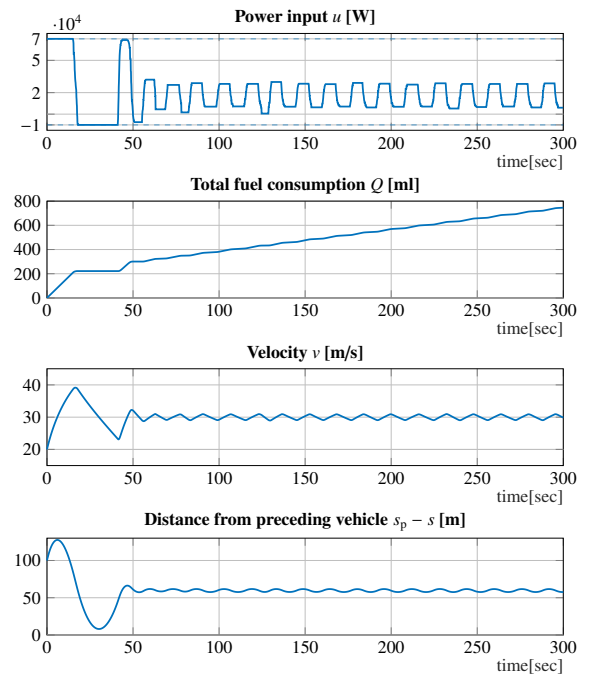 Power input u [W]
·10⁴
7
5
2
−1
0 50 100 150 200 250 300
time[sec]
Total fuel consumption Q [ml]
800
600
400
200
0
0 50 100 150 200 250 300
time[sec]
Velocity v [m/s]
40
30
20
0 50 100 150 200 250 300
time[sec]
Distance from preceding vehicle sₚ − s [m]
100
50
0
0 50 100 150 200 250 300
time[sec]